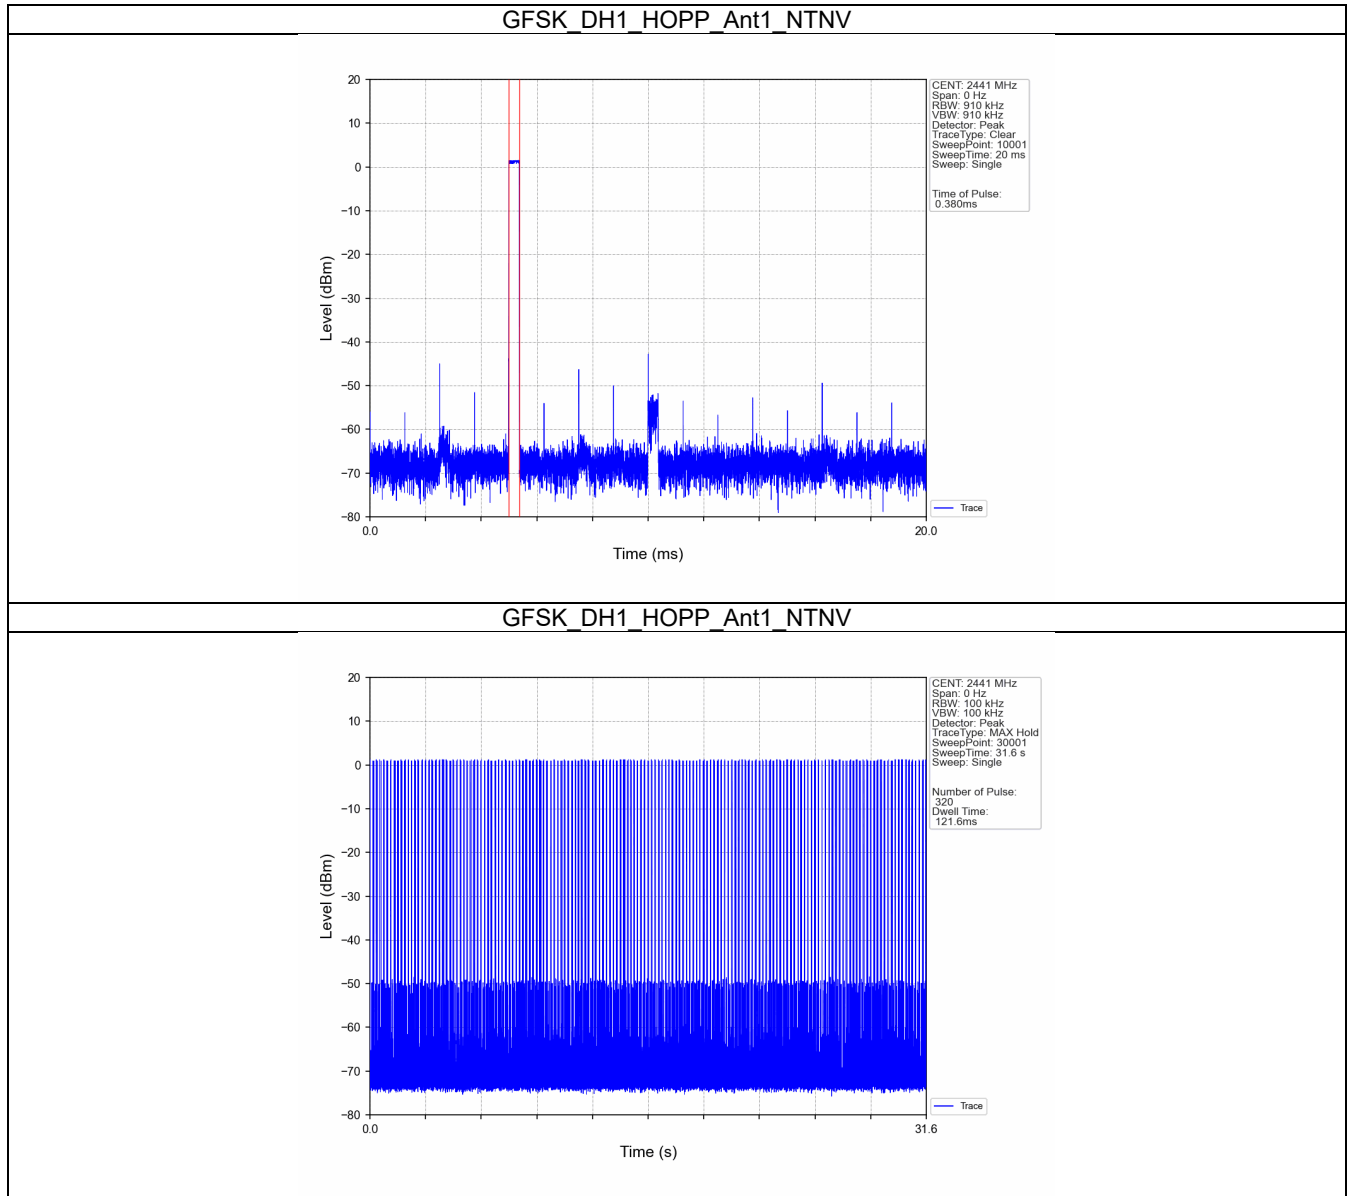 GFSK_DH1_HOPP_Ant1_NTNV
20
10
0
−10
−20
−30
−40
−50
−60
−70
−80
Level (dBm)
0.0
20.0
Time (ms)
CENT: 2441 MHz
Span: 0 Hz
RBW: 910 kHz
VBW: 910 kHz
Detector: Peak
TraceType: Clear
SweepPoint: 10001
SweepTime: 20 ms
Sweep: Single
Time of Pulse:
0.380ms
Trace
GFSK_DH1_HOPP_Ant1_NTNV
20
10
0
−10
−20
−30
−40
−50
−60
−70
−80
Level (dBm)
0.0
31.6
Time (s)
CENT: 2441 MHz
Span: 0 Hz
RBW: 100 kHz
VBW: 100 kHz
Detector: Peak
TraceType: MAX Hold
SweepPoint: 30001
SweepTime: 31.6 s
Sweep: Single
Number of Pulse:
320
Dwell Time:
121.6ms
Trace